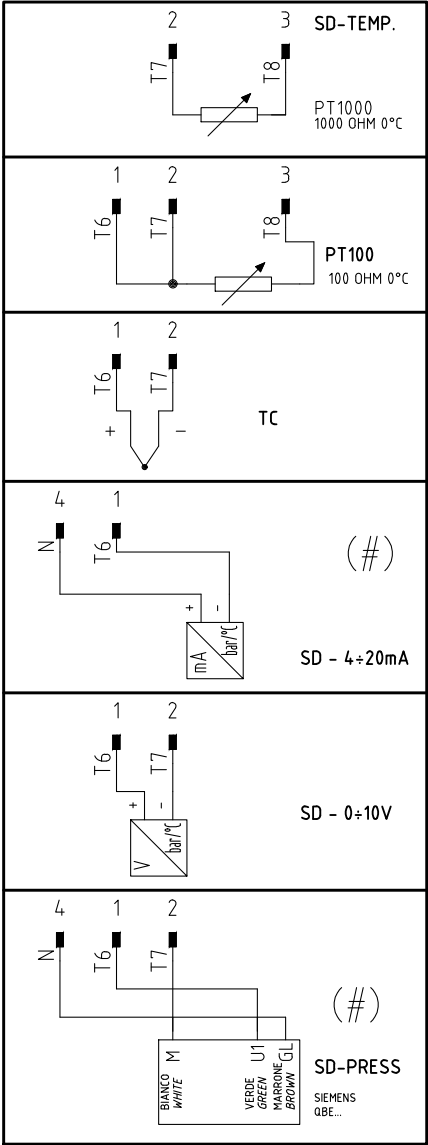 2 3 SD-TEMP.
T7 T8
PT1000
1000 OHM 0°C
1 2 3
T6 T7 T8
PT100
100 OHM 0°C
1 2
T6 T7
+ -
TC
4 1
N T6
(#)
+ -
mA bar/°C
SD - 4÷20mA
1 2
T6 T7
+ -
V bar/°C
SD - 0÷10V
4 1 2
N T6 T7
(#)
M U1 GL
BIANCO
WHITE
VERDE
GREEN
MARRONE
BROWN
SD-PRESS
SIEMENS
QBE...